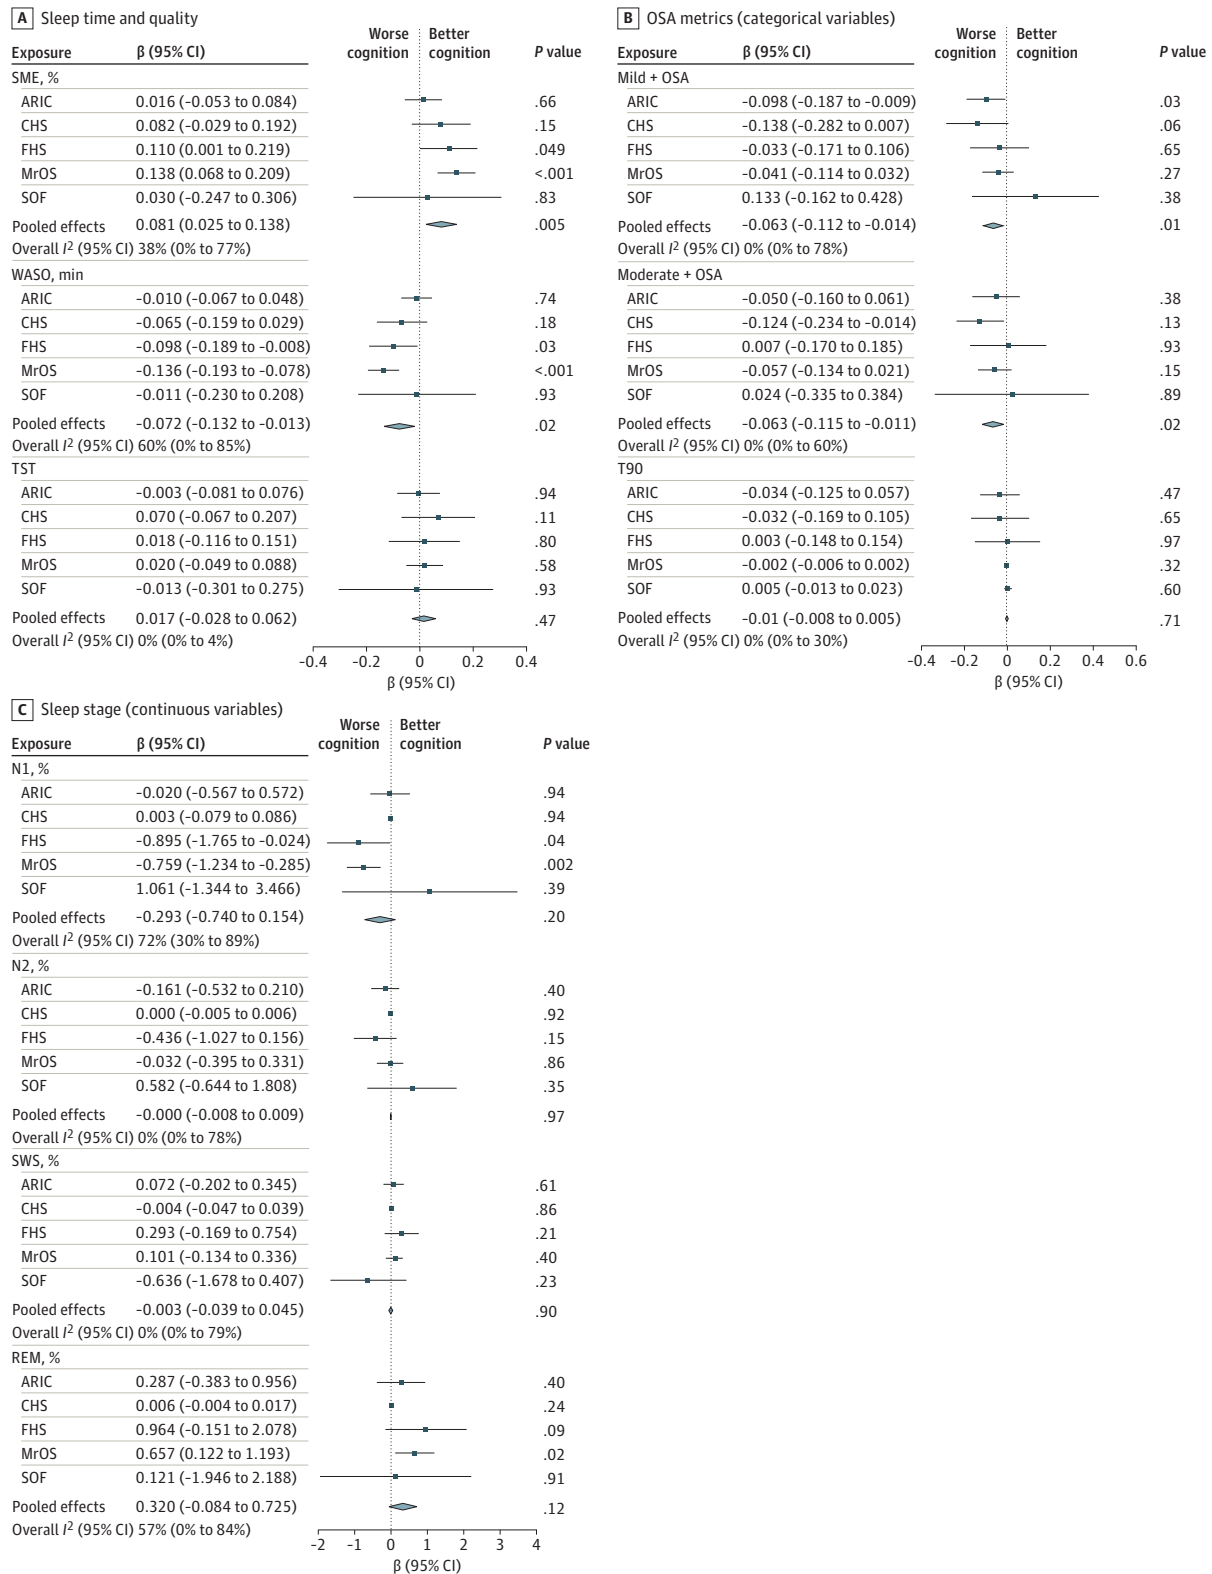 A Sleep time and quality
Worse cognition Better cognition
Exposure β (95% CI) P value
SME, %
ARIC 0.016 (-0.053 to 0.084) .66
CHS 0.082 (-0.029 to 0.192) .15
FHS 0.110 (0.001 to 0.219) .049
MrOS 0.138 (0.068 to 0.209) <.001
SOF 0.030 (-0.247 to 0.306) .83
Pooled effects 0.081 (0.025 to 0.138) .005
Overall I² (95% CI) 38% (0% to 77%)
WASO, min
ARIC -0.010 (-0.067 to 0.048) .74
CHS -0.065 (-0.159 to 0.029) .18
FHS -0.098 (-0.189 to -0.008) .03
MrOS -0.136 (-0.193 to -0.078) <.001
SOF -0.011 (-0.230 to 0.208) .93
Pooled effects -0.072 (-0.132 to -0.013) .02
Overall I² (95% CI) 60% (0% to 85%)
TST
ARIC -0.003 (-0.081 to 0.076) .94
CHS 0.070 (-0.067 to 0.207) .11
FHS 0.018 (-0.116 to 0.151) .80
MrOS 0.020 (-0.049 to 0.088) .58
SOF -0.013 (-0.301 to 0.275) .93
Pooled effects 0.017 (-0.028 to 0.062) .47
Overall I² (95% CI) 0% (0% to 4%)
-0.4 -0.2 0 0.2 0.4
β (95% CI)
B OSA metrics (categorical variables)
Worse cognition Better cognition
Exposure β (95% CI) P value
Mild + OSA
ARIC -0.098 (-0.187 to -0.009) .03
CHS -0.138 (-0.282 to 0.007) .06
FHS -0.033 (-0.171 to 0.106) .65
MrOS -0.041 (-0.114 to 0.032) .27
SOF 0.133 (-0.162 to 0.428) .38
Pooled effects -0.063 (-0.112 to -0.014) .01
Overall I² (95% CI) 0% (0% to 78%)
Moderate + OSA
ARIC -0.050 (-0.160 to 0.061) .38
CHS -0.124 (-0.234 to -0.014) .13
FHS 0.007 (-0.170 to 0.185) .93
MrOS -0.057 (-0.134 to 0.021) .15
SOF 0.024 (-0.335 to 0.384) .89
Pooled effects -0.063 (-0.115 to -0.011) .02
Overall I² (95% CI) 0% (0% to 60%)
T90
ARIC -0.034 (-0.125 to 0.057) .47
CHS -0.032 (-0.169 to 0.105) .65
FHS 0.003 (-0.148 to 0.154) .97
MrOS -0.002 (-0.006 to 0.002) .32
SOF 0.005 (-0.013 to 0.023) .60
Pooled effects -0.01 (-0.008 to 0.005) .71
Overall I² (95% CI) 0% (0% to 30%)
-0.4 -0.2 0 0.2 0.4 0.6
β (95% CI)
C Sleep stage (continuous variables)
Worse cognition Better cognition
Exposure β (95% CI) P value
N1, %
ARIC -0.020 (-0.567 to 0.572) .94
CHS 0.003 (-0.079 to 0.086) .94
FHS -0.895 (-1.765 to -0.024) .04
MrOS -0.759 (-1.234 to -0.285) .002
SOF 1.061 (-1.344 to 3.466) .39
Pooled effects -0.293 (-0.740 to 0.154) .20
Overall I² (95% CI) 72% (30% to 89%)
N2, %
ARIC -0.161 (-0.532 to 0.210) .40
CHS 0.000 (-0.005 to 0.006) .92
FHS -0.436 (-1.027 to 0.156) .15
MrOS -0.032 (-0.395 to 0.331) .86
SOF 0.582 (-0.644 to 1.808) .35
Pooled effects -0.000 (-0.008 to 0.009) .97
Overall I² (95% CI) 0% (0% to 78%)
SWS, %
ARIC 0.072 (-0.202 to 0.345) .61
CHS -0.004 (-0.047 to 0.039) .86
FHS 0.293 (-0.169 to 0.754) .21
MrOS 0.101 (-0.134 to 0.336) .40
SOF -0.636 (-1.678 to 0.407) .23
Pooled effects -0.003 (-0.039 to 0.045) .90
Overall I² (95% CI) 0% (0% to 79%)
REM, %
ARIC 0.287 (-0.383 to 0.956) .40
CHS 0.006 (-0.004 to 0.017) .24
FHS 0.964 (-0.151 to 2.078) .09
MrOS 0.657 (0.122 to 1.193) .02
SOF 0.121 (-1.946 to 2.188) .91
Pooled effects 0.320 (-0.084 to 0.725) .12
Overall I² (95% CI) 57% (0% to 84%)
-2 -1 0 1 2 3 4
β (95% CI)